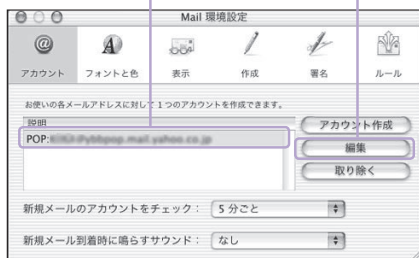 Mail 環境設定
アカウント フォントと色 表示 作成 署名 ルール
お使いの各メールアドレスに対して1つのアカウントを作成できます。
説明
POP:
アカウント作成
編集
取り除く
新規メールのアカウントをチェック： 5 分ごと
新規メール到着時に鳴らすサウンド： なし